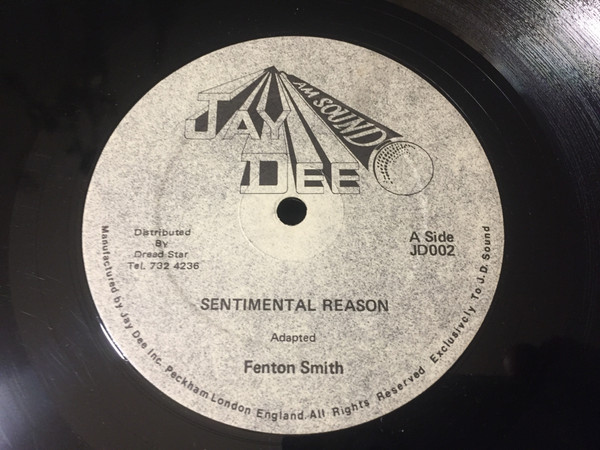 JAY DEE
AM SOUND
Distributed
By
Dread Star
Tel. 732 4236
A Side
JD002
SENTIMENTAL REASON
Adapted
Fenton Smith
Manufactured by Jay Dee Inc. Peckham London England. All Rights Reserved Exclusivcly To J.D. Sound